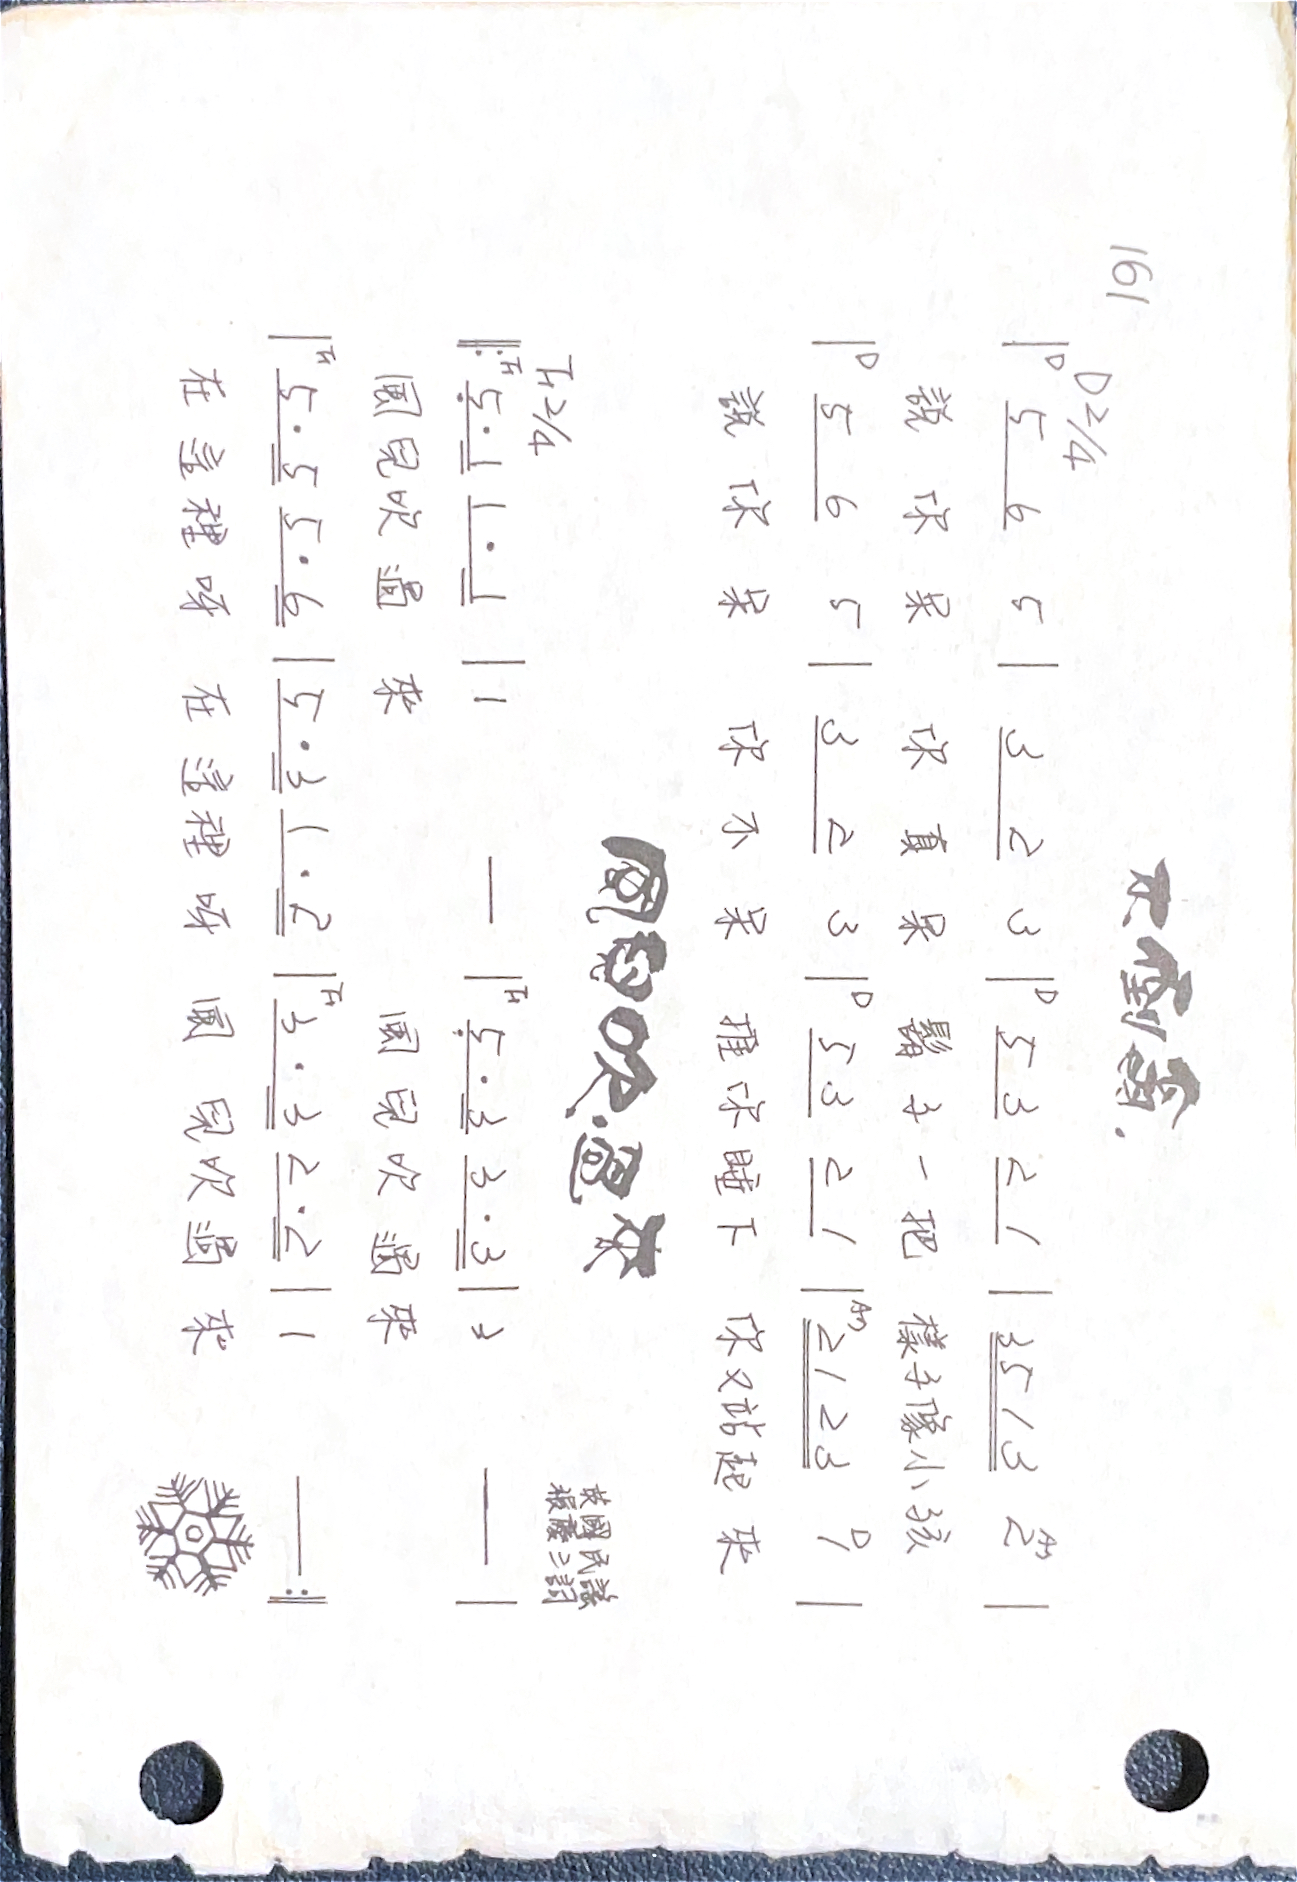 不倒翁.
161
D 2/4
|D 5 6 5 | 3 2 3 |D 5 3 2 1 | 3 5 1 3 A7 2 |
說你呆 你真呆 鬍子一把 樣子像小孩
|D 5 6 5 | 3 2 3 |D 5 3 2 1 |A7 2 1 2 3 D 1 |
說你呆 你不呆 推你睡下 你又站起來
風兒吹過來
英國民謠
張慶三詞
F 2/4
‖:F 5·1 1·1 | 1 — |F 5·3 3·3 | 3 — |
風兒吹過來 風兒吹過來
|F 5·5 5·6 | 5·3 1·2 |F 3·3 2·2 | 1 — :‖
在這裡呀 在這裡呀 風兒吹過來